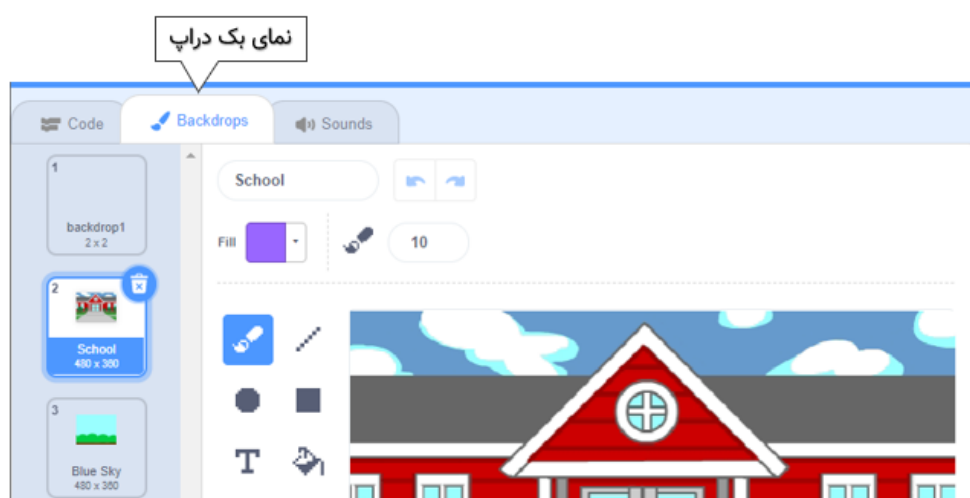 نمای بک دراپ
Code
Backdrops
Sounds
1
backdrop1
2 x 2
2
School
480 x 360
3
Blue Sky
480 x 360
School
Fill
10
T